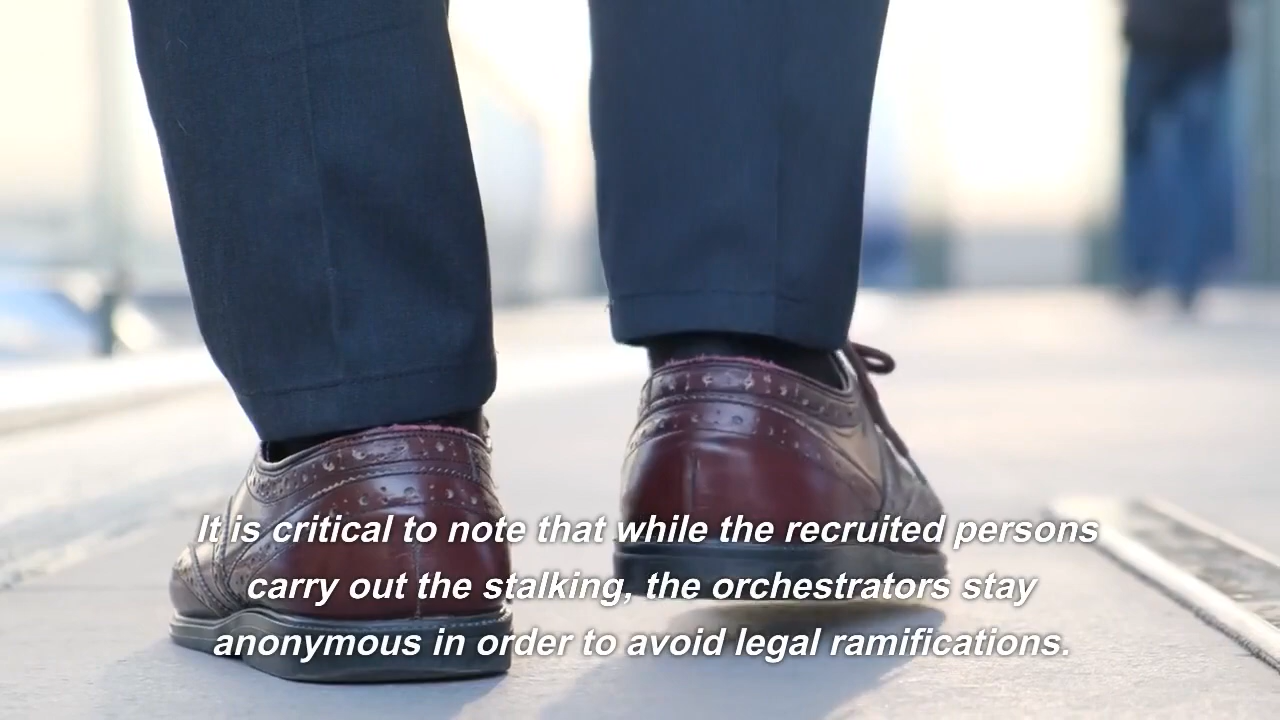 It is critical to note that while the recruited persons
carry out the stalking, the orchestrators stay
anonymous in order to avoid legal ramifications.